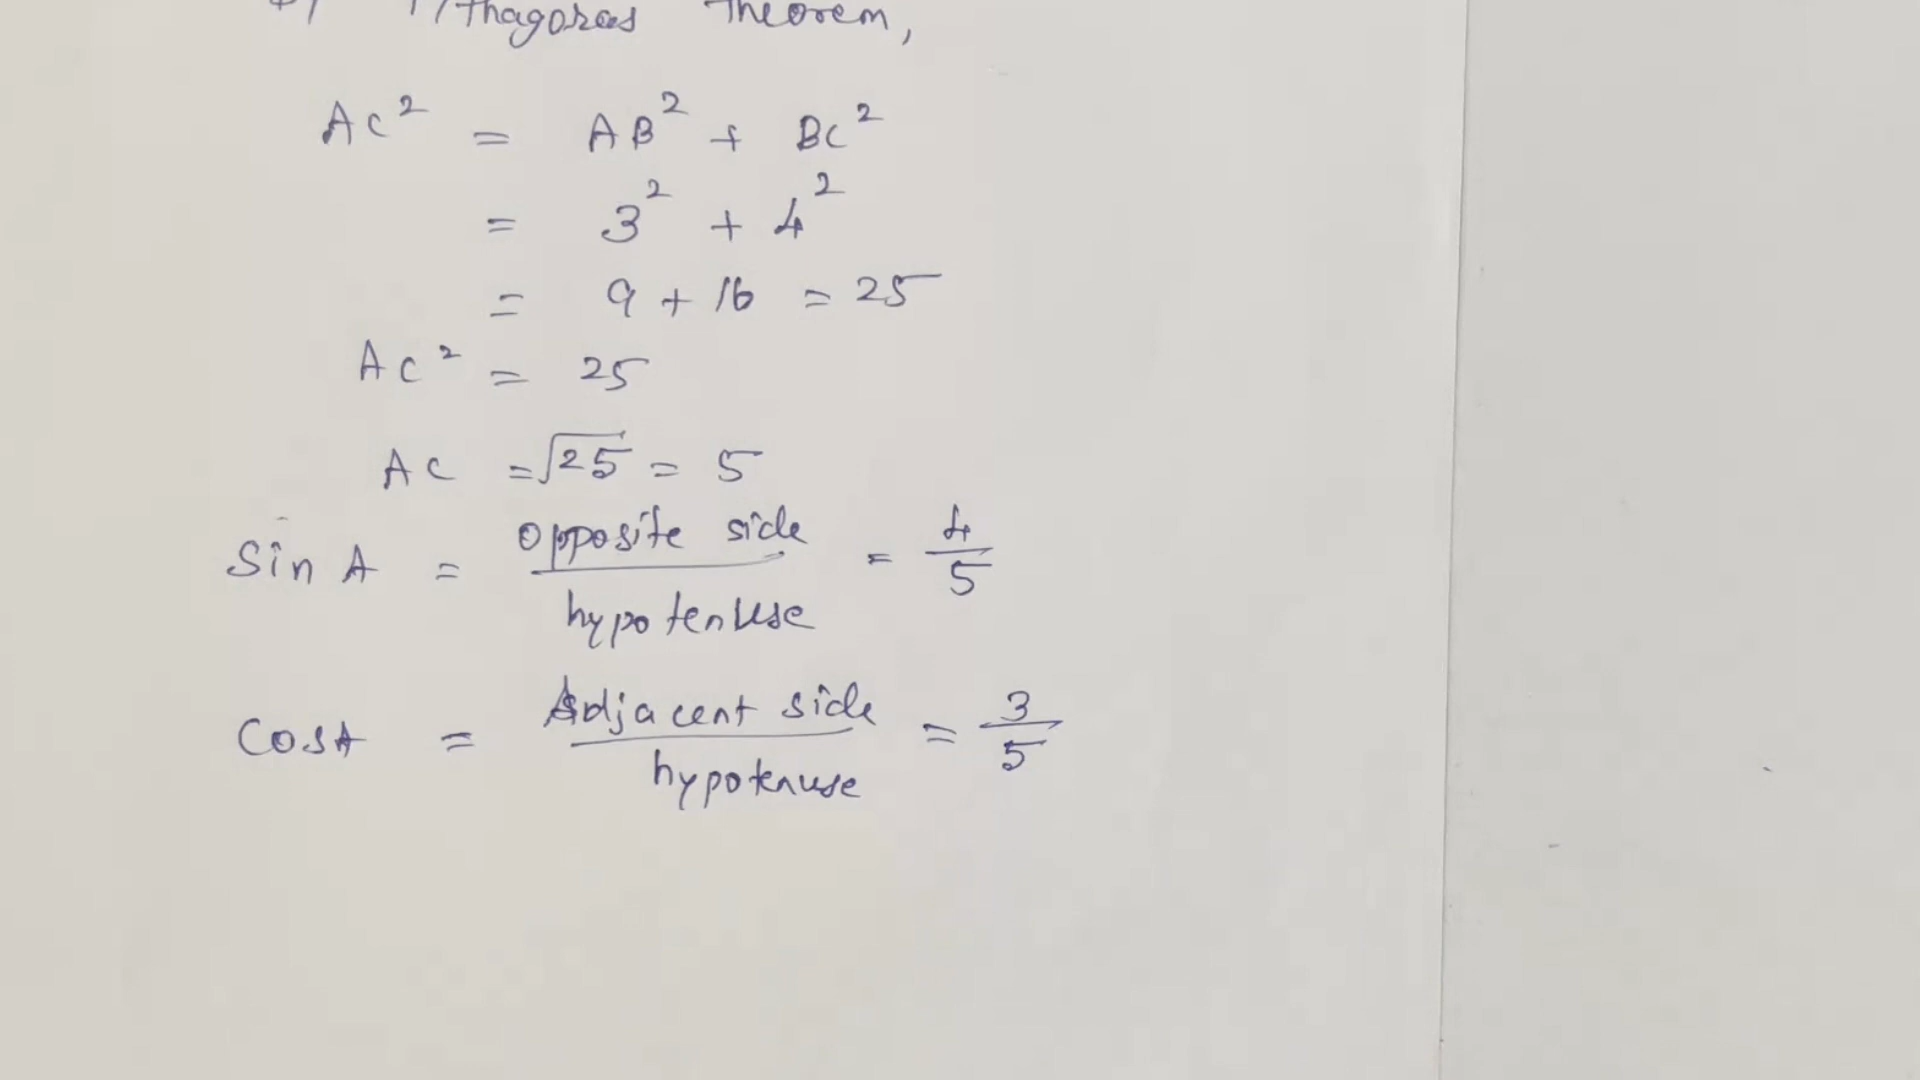 Theorem,
AC² = AB² + BC²
= 3² + 4²
= 9 + 16 = 25
AC² = 25
AC = √25 = 5
Sin A = opposite side / hypotenuse = 4/5
CosA = Adjacent side / hypotenuse = 3/5